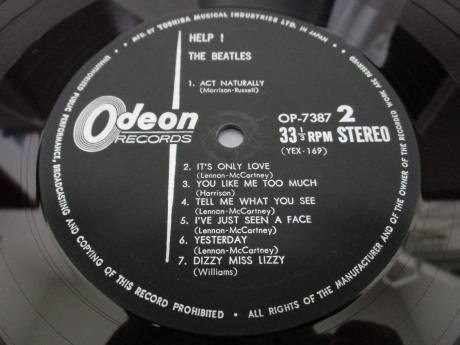 MFD. BY TOSHIBA MUSICAL INDUSTRIES LTD. IN JAPAN
HELP !
THE BEATLES
1. ACT NATURALLY
(Morrison-Russell)
Odeon
RECORDS
OP-7387 2
33 1/3 RPM STEREO
(YEX-169)
2. IT'S ONLY LOVE
(Lennon-McCartney)
3. YOU LIKE ME TOO MUCH
(Harrison)
4. TELL ME WHAT YOU SEE
(Lennon-McCartney)
5. I'VE JUST SEEN A FACE
(Lennon-McCartney)
6. YESTERDAY
(Lennon-McCartney)
7. DIZZY MISS LIZZY
(Williams)
UNAUTHORISED PUBLIC PERFORMANCE, BROADCASTING AND COPYING OF THIS RECORD PROHIBITED • ALL RIGHTS OF THE MANUFACTURER AND OF THE OWNER OF THE RECORDED WORK ARE RESERVED